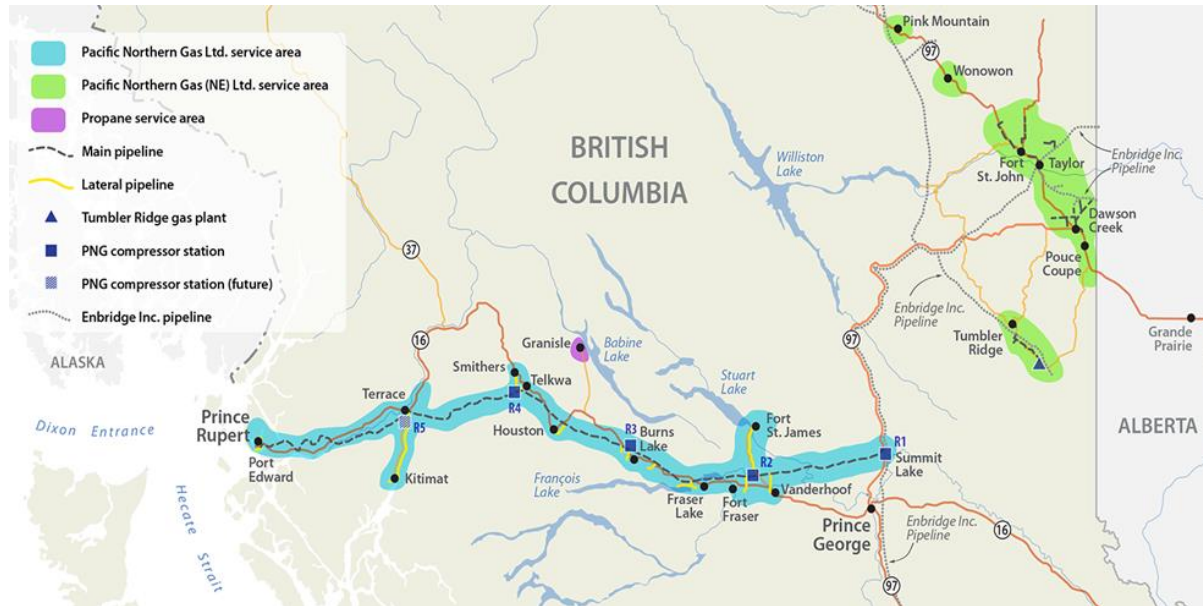 Pacific Northern Gas Ltd. service area
Pacific Northern Gas (NE) Ltd. service area
Propane service area
Main pipeline
Lateral pipeline
Tumbler Ridge gas plant
PNG compressor station
PNG compressor station (future)
Enbridge Inc. pipeline
Pink Mountain
97
Wonowon
BRITISH
COLUMBIA
Williston
Lake
Fort
St. John
Taylor
Enbridge Inc.
Pipeline
Dawson
Creek
Pouce
Coupe
37
Enbridge Inc.
Pipeline
Tumbler
Ridge
Grande
Prairie
ALASKA
16
Granisle
Babine
Lake
97
Smithers
Telkwa
R4
Stuart
Lake
Terrace
R5
Prince
Rupert
Port
Edward
Kitimat
Houston
R3
Burns
Lake
Fort
St. James
R1
Summit
Lake
ALBERTA
Dixon Entrance
R2
François
Lake
Fraser
Lake
Fort
Fraser
Vanderhoof
Prince
George
Enbridge Inc.
Pipeline
16
Hecate Strait
97